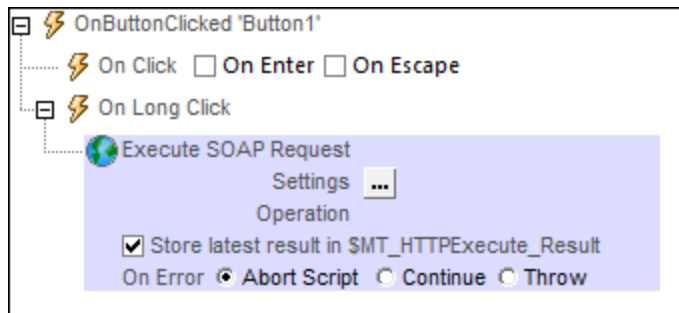 OnButtonClicked 'Button1'
On Click On Enter On Escape
On Long Click
Execute SOAP Request
Settings ...
Operation
Store latest result in $MT_HTTPExecute_Result
On Error Abort Script Continue Throw